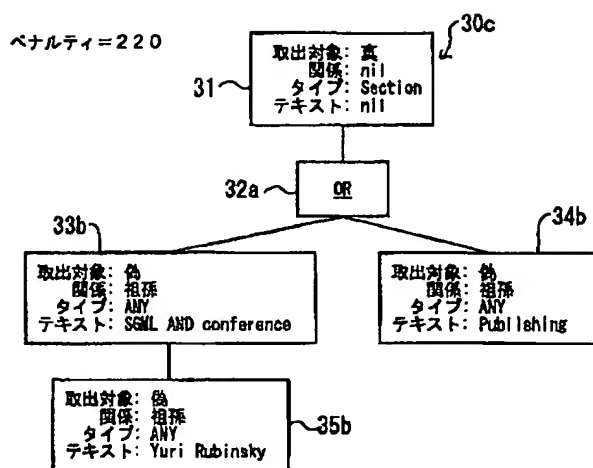 ペナルティ=220
30c
取出対象: 真
関係: nil
タイプ: Section
テキスト: nil
31
OR
32a
33b
34b
取出対象: 偽
関係: 祖孫
タイプ: ANY
テキスト: SGML AND conference
取出対象: 偽
関係: 祖孫
タイプ: ANY
テキスト: Publishing
取出対象: 偽
関係: 祖孫
タイプ: ANY
テキスト: Yuri Rubinsky
35b